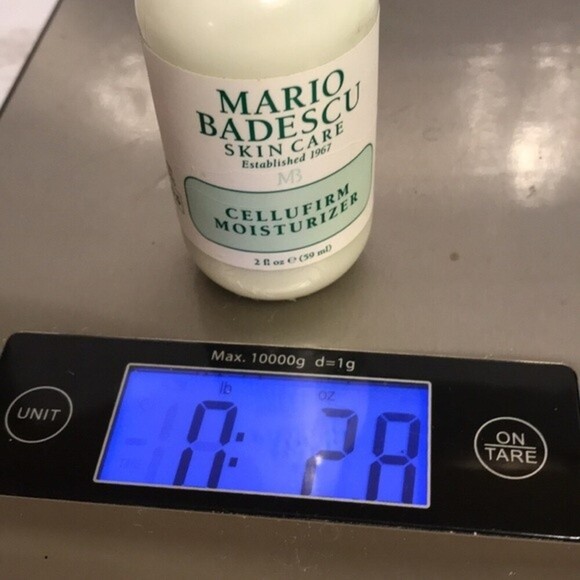 MARIO
BADESCU
SKIN CARE
Established 1967
MB
CELLUFIRM
MOISTURIZER
2 fl oz ℮ (59 ml)
Max. 10000g d=1g
UNIT
lb
oz
ON
TARE